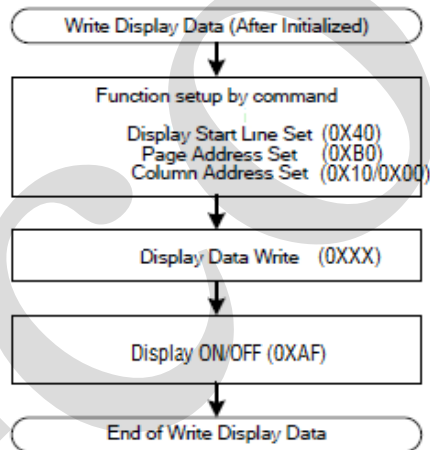 Write Display Data (After Initialized)
Function setup by command
Display Start Line Set (0X40)
Page Address Set (0XB0)
Column Address Set (0X10/0X00)
Display Data Write (0XXX)
Display ON/OFF (0XAF)
End of Write Display Data